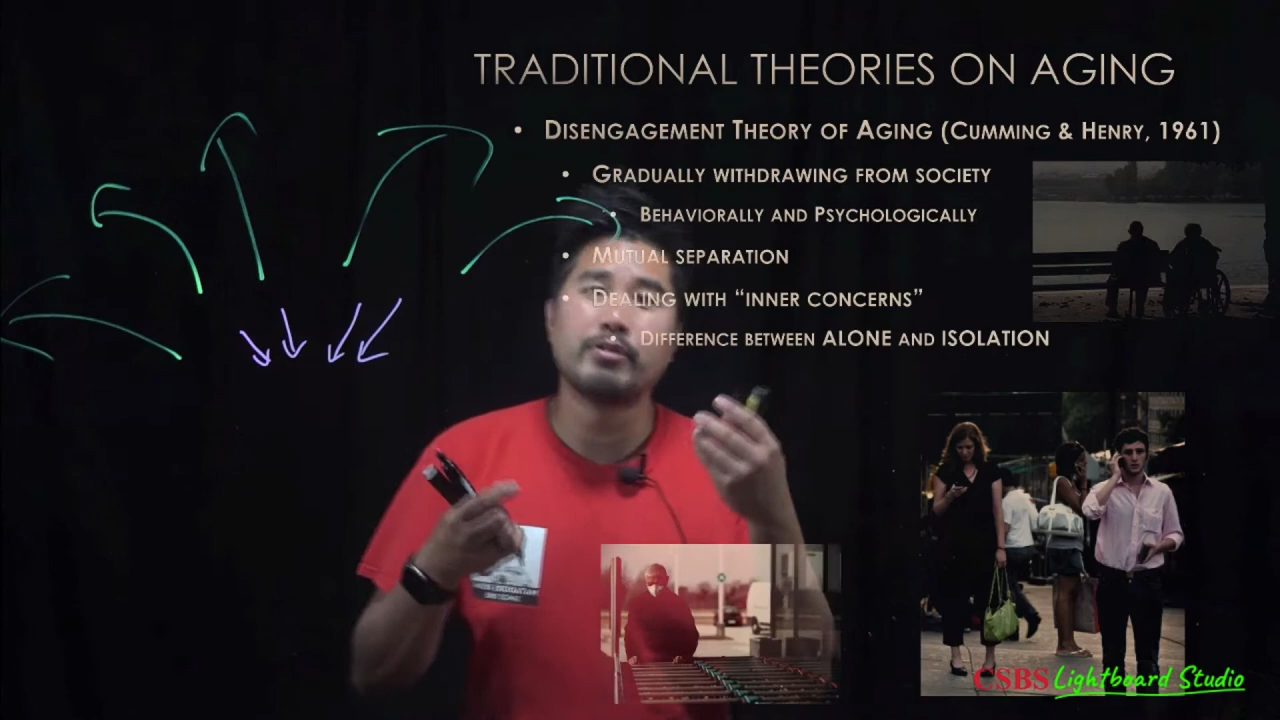 TRADITIONAL THEORIES ON AGING
• DISENGAGEMENT THEORY OF AGING (CUMMING & HENRY, 1961)
• GRADUALLY WITHDRAWING FROM SOCIETY
• BEHAVIORALLY AND PSYCHOLOGICALLY
• MUTUAL SEPARATION
• DEALING WITH “INNER CONCERNS”
• DIFFERENCE BETWEEN ALONE AND ISOLATION
CSBS Lightboard Studio